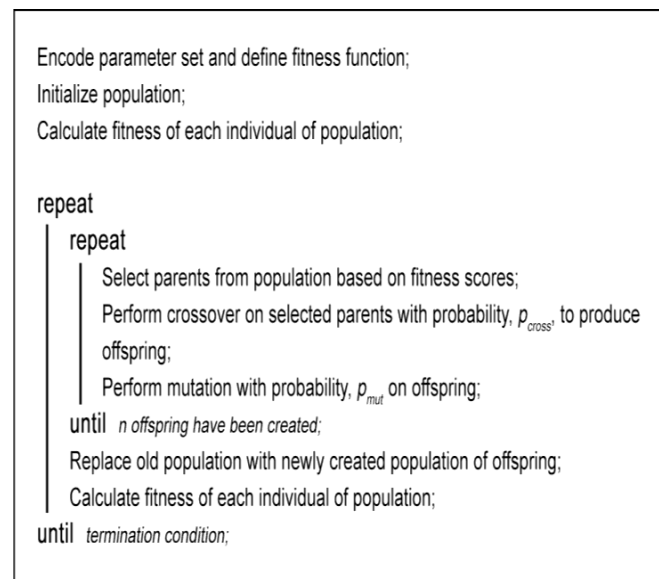 Encode parameter set and define fitness function;
Initialize population;
Calculate fitness of each individual of population;
repeat
repeat
Select parents from population based on fitness scores;
Perform crossover on selected parents with probability, p_cross, to produce
offspring;
Perform mutation with probability, p_mut on offspring;
until n offspring have been created;
Replace old population with newly created population of offspring;
Calculate fitness of each individual of population;
until termination condition;